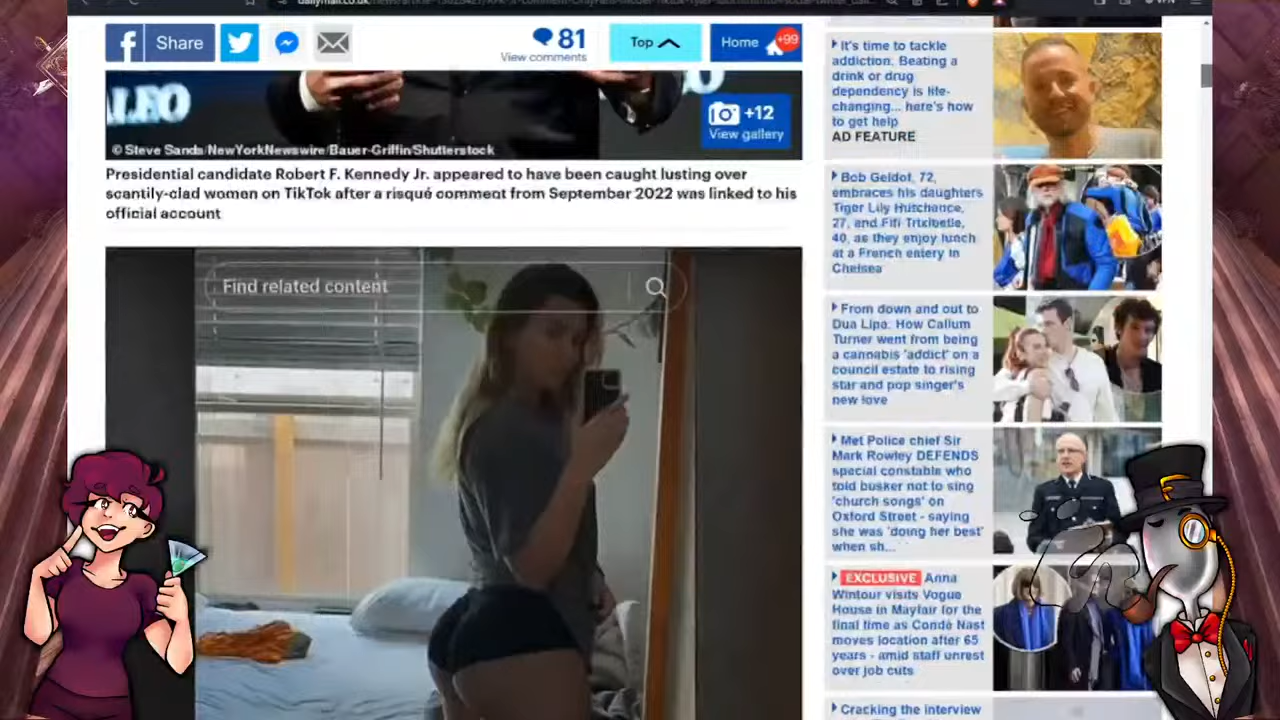 Share
81
View comments
Top
Home
+99
ALEO
+12
View gallery
© Steve Sands/NewYorkNewswire/Bauer-Griffin/Shutterstock
Presidential candidate Robert F. Kennedy Jr. appeared to have been caught lusting over
scantily-clad women on TikTok after a risqué comment from September 2022 was linked to his
official account
Find related content
It's time to tackle
addiction. Beating a
drink or drug
dependency is life-
changing... here's how
to get help
AD FEATURE
Bob Geldof, 72,
embraces his daughters
Tiger Lily Hutchence,
27, and Fifi Trixibelle,
40, as they enjoy lunch
at a French eatery in
Chelsea
From down and out to
Dua Lipa: How Callum
Turner went from being
a cannabis 'addict' on a
council estate to rising
star and pop singer's
new love
Met Police chief Sir
Mark Rowley DEFENDS
special constable who
told busker not to sing
'church songs' on
Oxford Street - saying
she was 'doing her best'
when sh...
EXCLUSIVE Anna
Wintour visits Vogue
House in Mayfair for the
final time as Condé Nast
moves location after 65
years - amid staff unrest
over job cuts
Cracking the interview